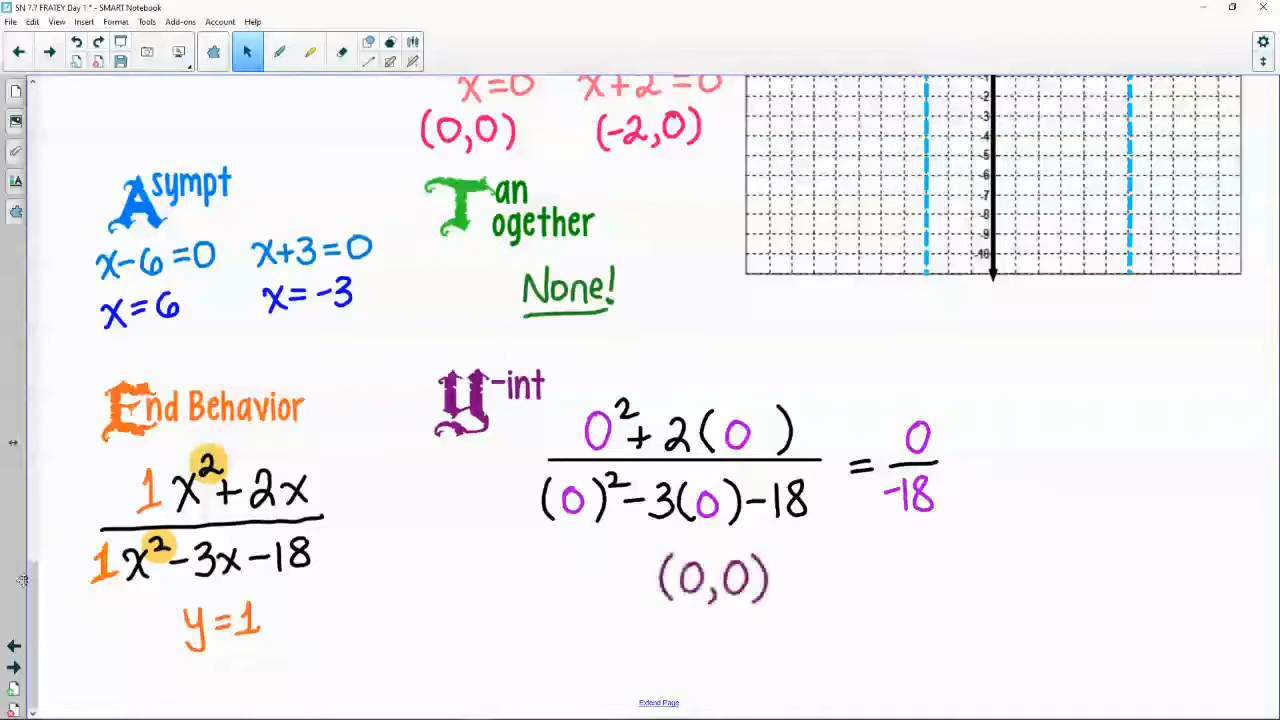 SN 7.7 FRATEY Day 1.* - SMART Notebook
File Edit View Insert Format Tools Add-ons Account Help
x=0 x+2=0
(0,0) (-2,0)
-2
-3
-4
-5
-6
-7
-8
-9
-10
Asympt
x-6=0 x+3=0
x=6 x=-3
Tan
Together
None!
End Behavior
1x²+2x
1x²-3x-18
y=1
Y-int
0²+2(0) = 0
(0)²-3(0)-18 -18
(0,0)
Extend Page